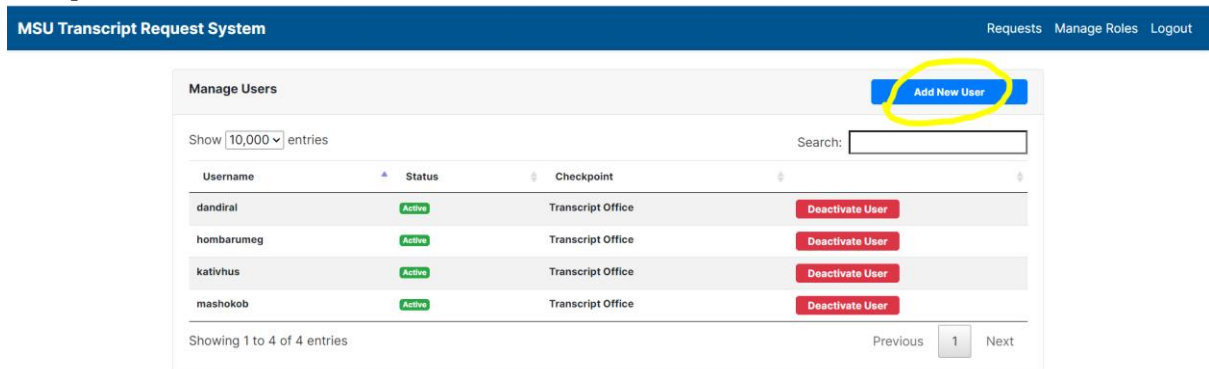 MSU Transcript Request System Requests Manage Roles Logout
Manage Users Add New User
Show 10,000 entries Search:
Username Status Checkpoint
dandiral Active Transcript Office Deactivate User
hombarumeg Active Transcript Office Deactivate User
kativhus Active Transcript Office Deactivate User
mashokob Active Transcript Office Deactivate User
Showing 1 to 4 of 4 entries Previous 1 Next